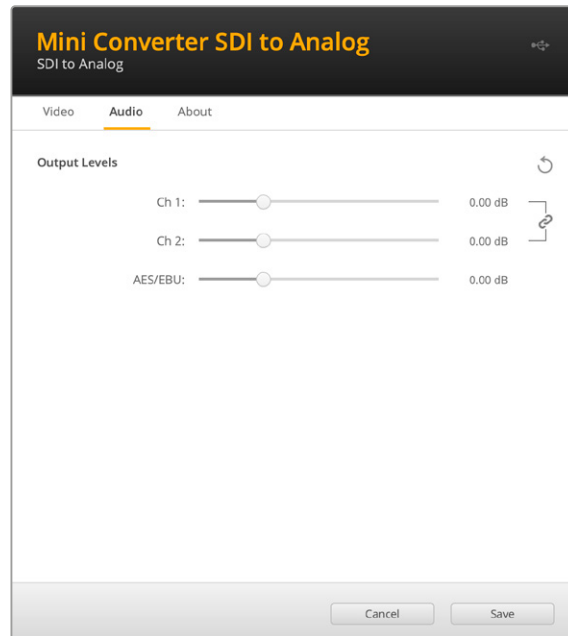 Mini Converter SDI to Analog
SDI to Analog
Video Audio About
Output Levels
Ch 1: 0.00 dB
Ch 2: 0.00 dB
AES/EBU: 0.00 dB
Cancel Save